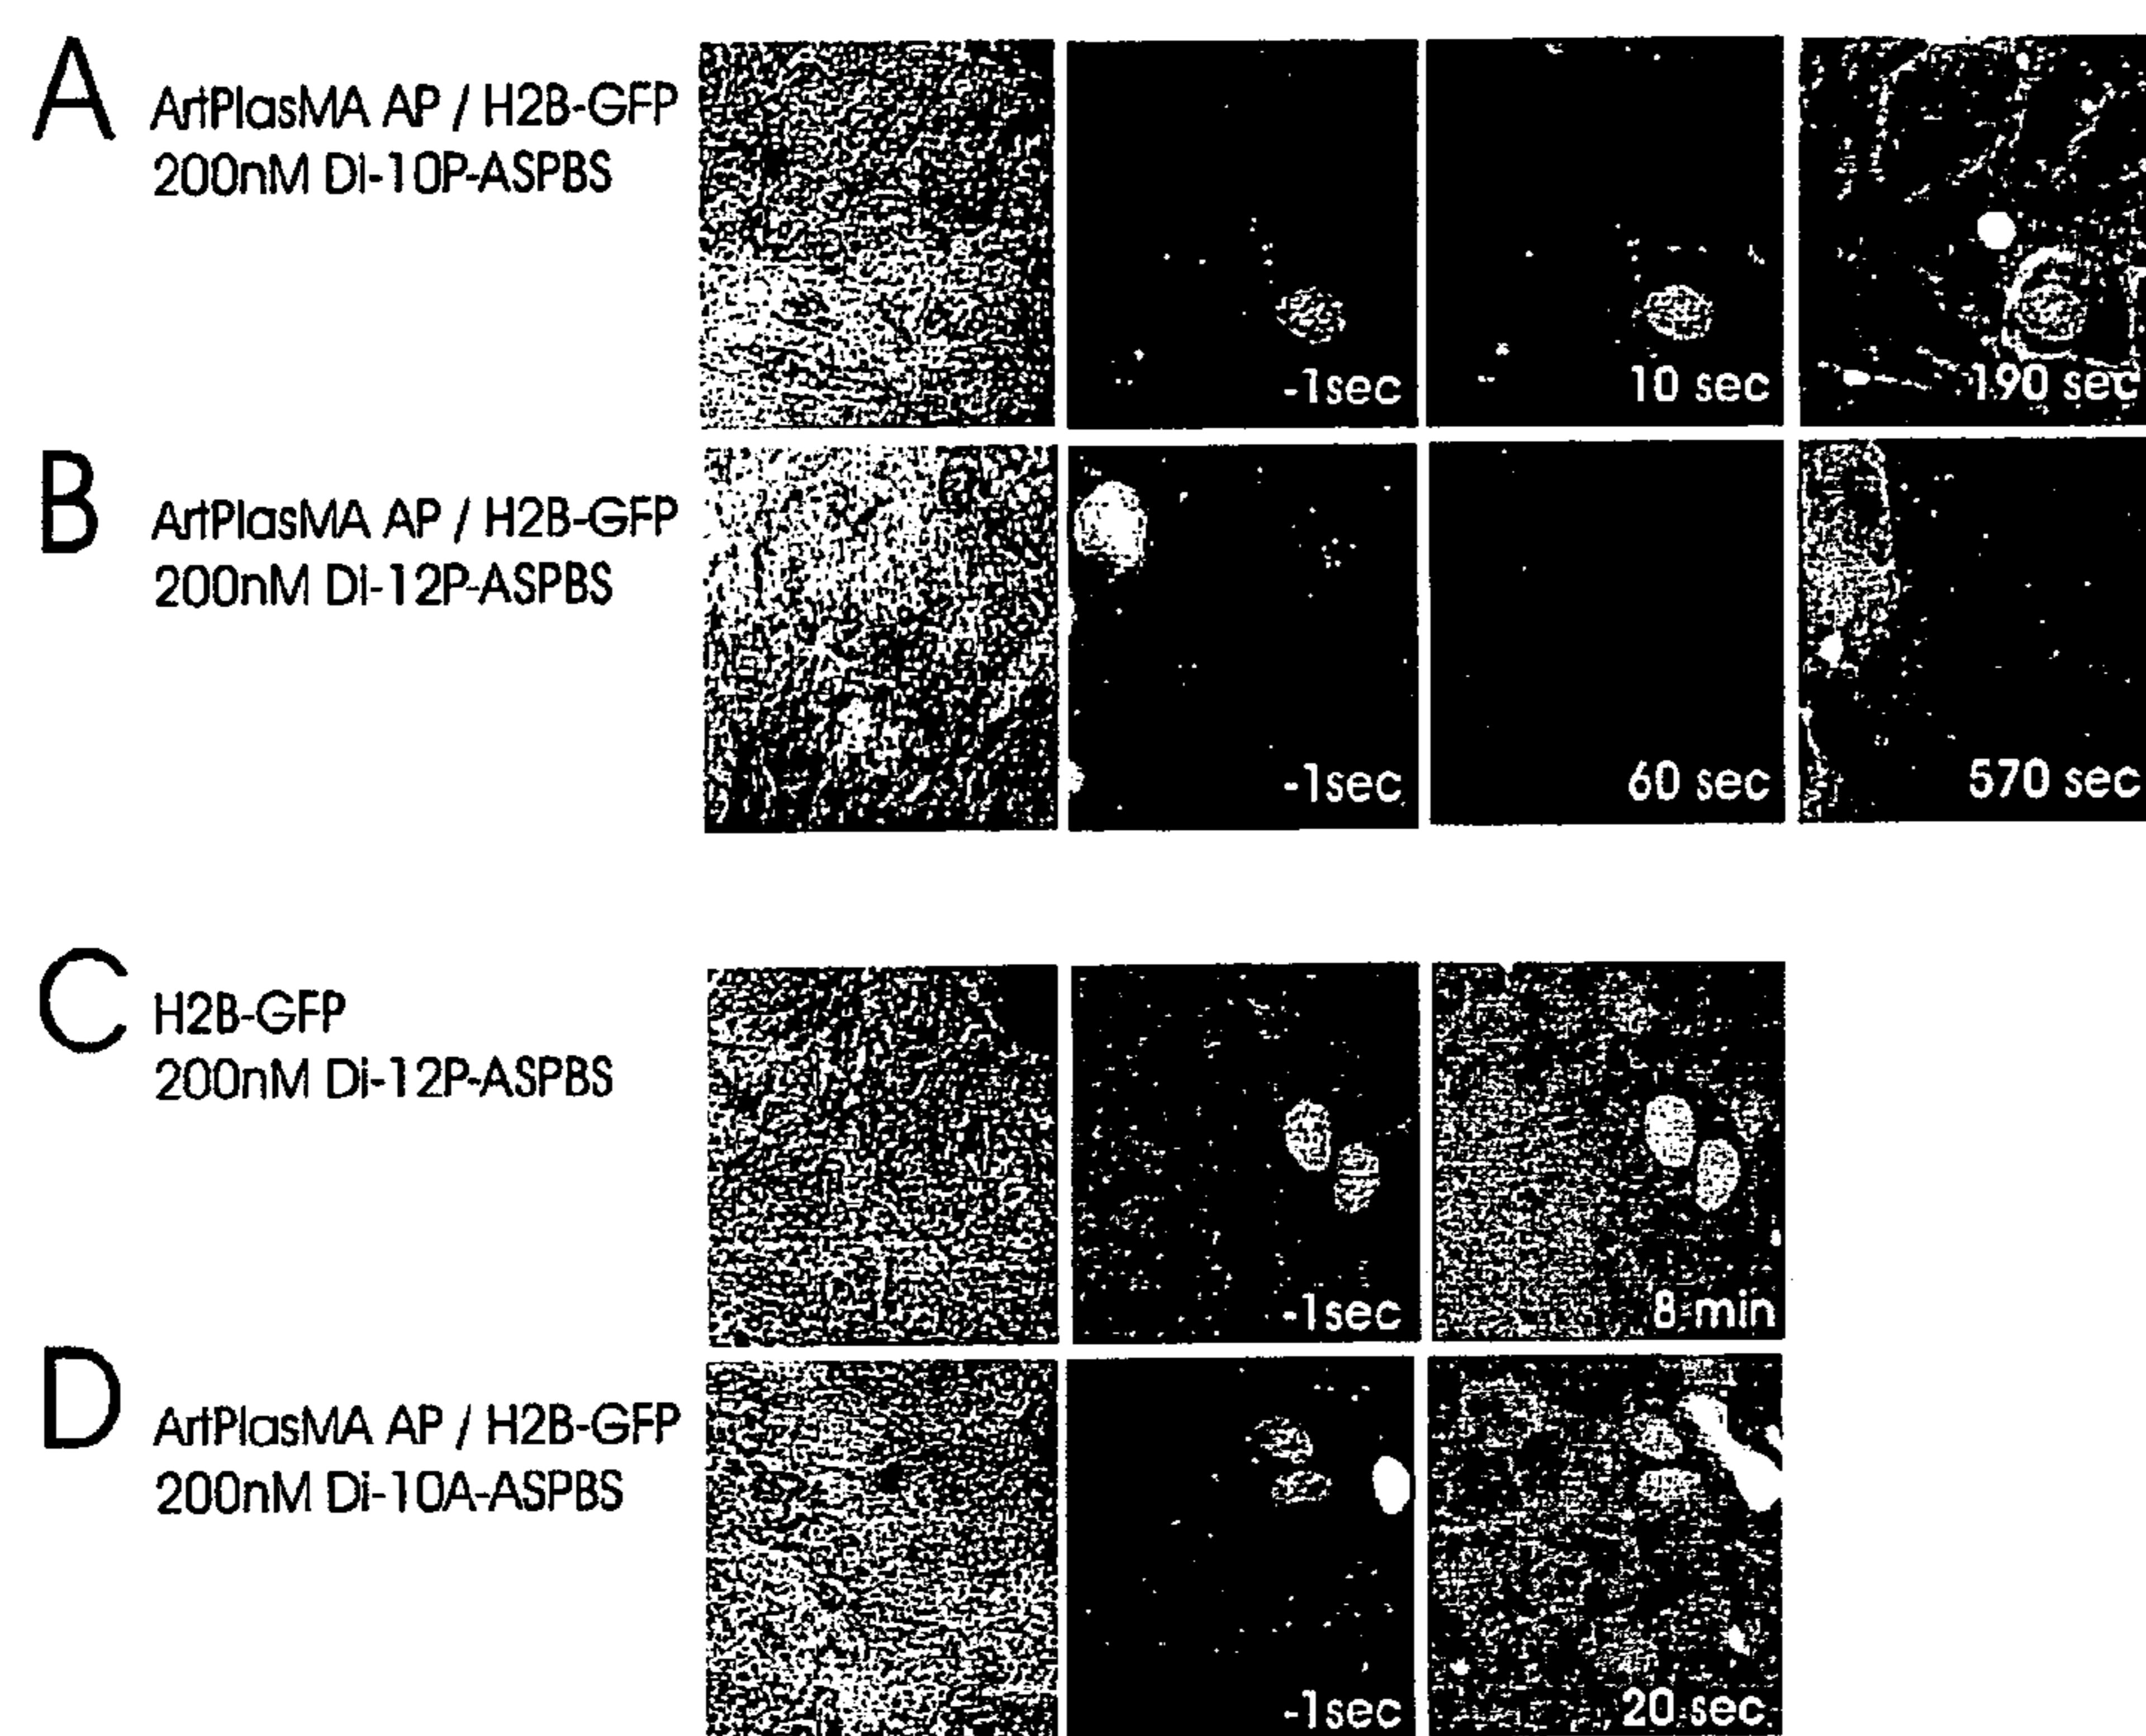 A
ArtPlasMA AP / H2B-GFP
200nM Di-10P-ASPBS
-1sec
10 sec
190 sec
B
ArtPlasMA AP / H2B-GFP
200nM Di-12P-ASPBS
-1sec
60 sec
570 sec
C
H2B-GFP
200nM Di-12P-ASPBS
-1sec
8 min
D
ArtPlasMA AP / H2B-GFP
200nM Di-10A-ASPBS
-1sec
20 sec